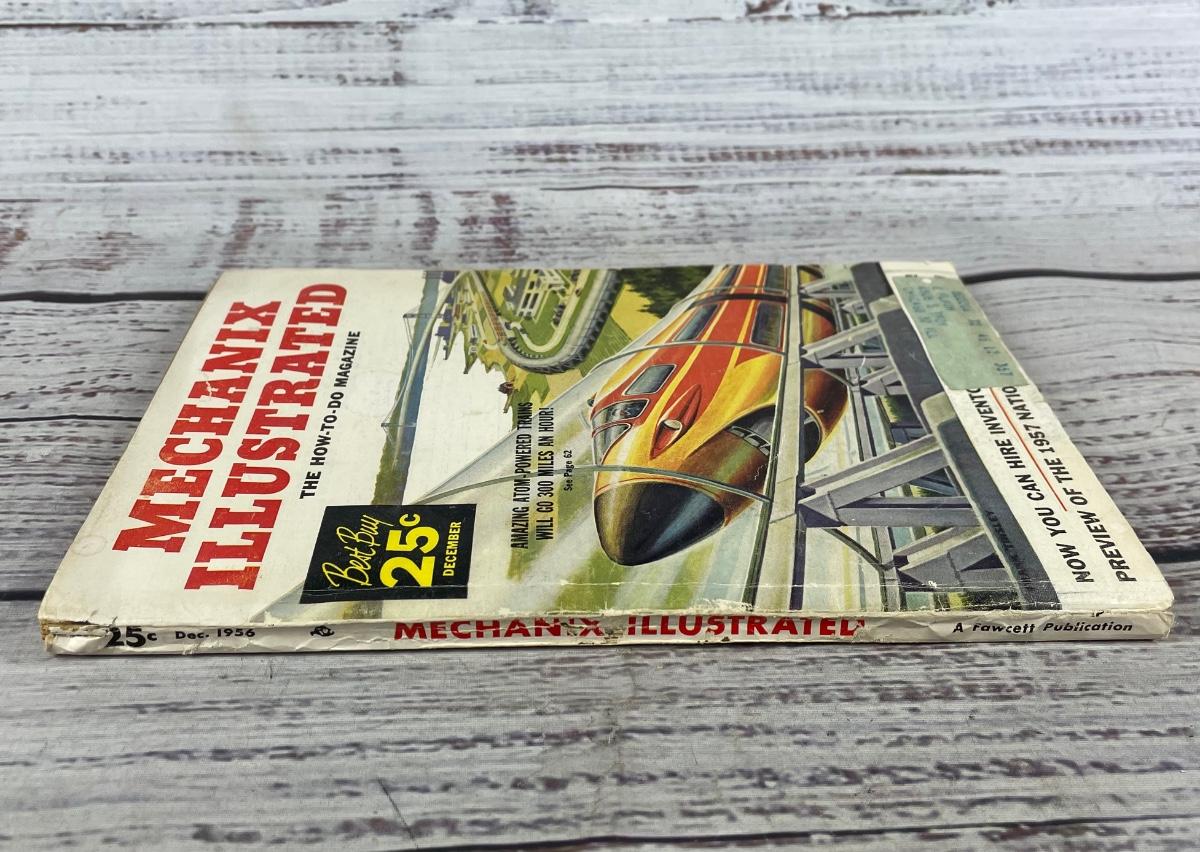 MECHANIX
ILLUSTRATED
THE HOW-TO-DO MAGAZINE
Best Buy
25¢
DECEMBER
AMAZING ATOM-POWERED TRAINS
WILL GO 300 MILES AN HOUR!
See Page 62
NOW YOU CAN HIRE INVENTO
PREVIEW OF THE 1957 NATIO
25c Dec. 1956
MECHANIX ILLUSTRATED
A Fawcett Publication